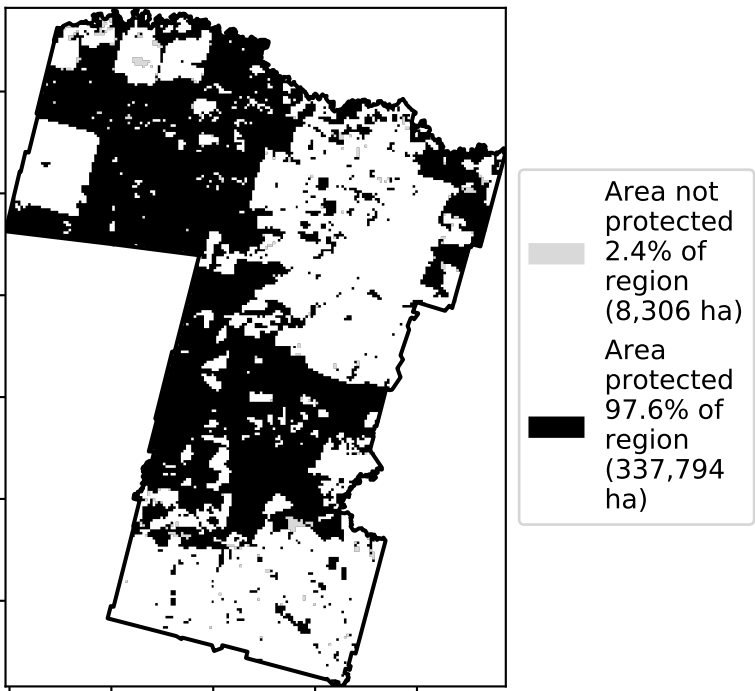 Area not
protected
2.4% of
region
(8,306 ha)
Area
protected
97.6% of
region
(337,794
ha)